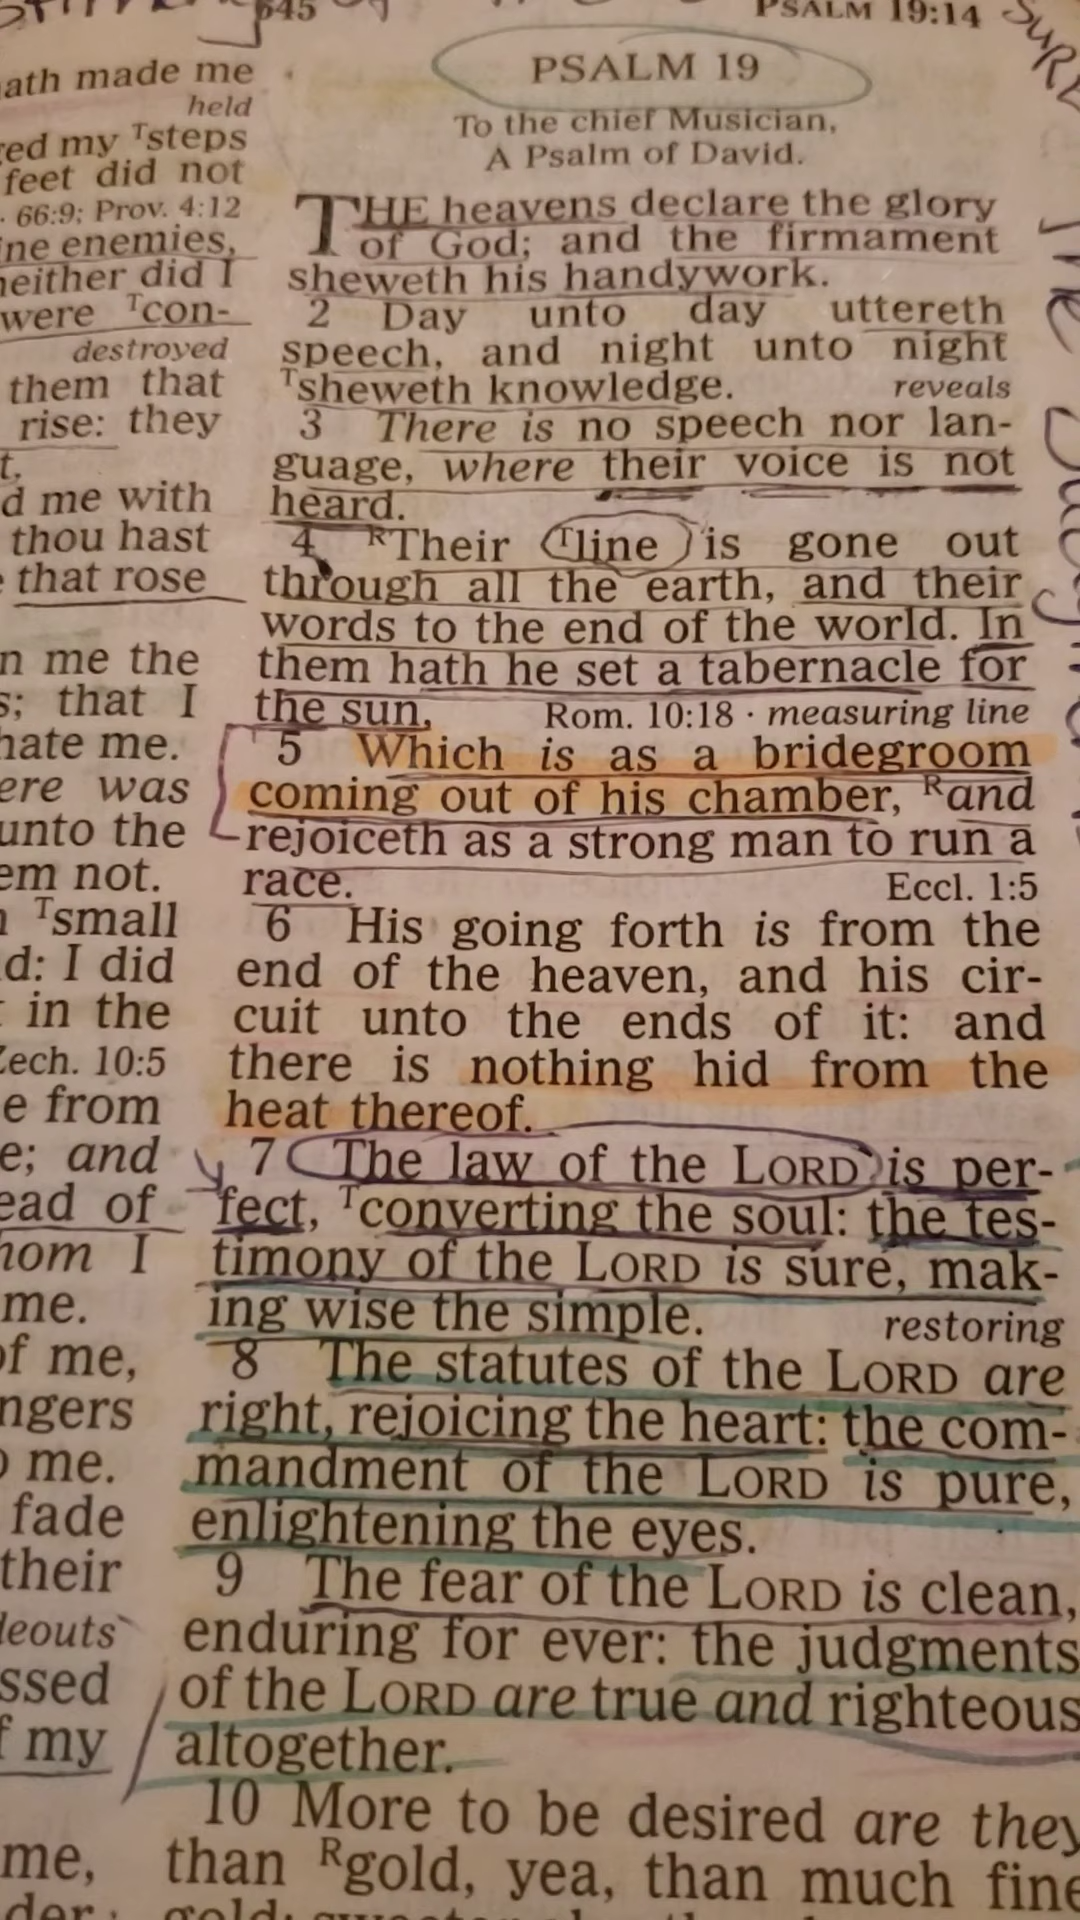 645
PSALM 19:14
ath made me
held
ed my ᵀsteps
feet did not
. 66:9; Prov. 4:12
ine enemies,
neither did I
were ᵀcon-
destroyed
them that
rise: they
t,
d me with
thou hast
that rose
n me the
s; that I
hate me.
ere was
unto the
em not.
ᵀsmall
d: I did
in the
Zech. 10:5
e from
e; and
ead of
hom I
me.
of me,
ngers
me.
fade
their
leouts
ssed
f my
me,
PSALM 19
To the chief Musician,
A Psalm of David.
THE heavens declare the glory
of God; and the firmament
sheweth his handywork.
2 Day unto day uttereth
speech, and night unto night
ᵀsheweth knowledge. reveals
3 There is no speech nor lan-
guage, where their voice is not
heard.
4 ᴿTheir ᵀline is gone out
through all the earth, and their
words to the end of the world. In
them hath he set a tabernacle for
the sun, Rom. 10:18 · measuring line
5 Which is as a bridegroom
coming out of his chamber, ᴿand
rejoiceth as a strong man to run a
race. Eccl. 1:5
6 His going forth is from the
end of the heaven, and his cir-
cuit unto the ends of it: and
there is nothing hid from the
heat thereof.
7 The law of the LORD is per-
fect, ᵀconverting the soul: the tes-
timony of the LORD is sure, mak-
ing wise the simple. restoring
8 The statutes of the LORD are
right, rejoicing the heart: the com-
mandment of the LORD is pure,
enlightening the eyes.
9 The fear of the LORD is clean,
enduring for ever: the judgments
of the LORD are true and righteous
altogether.
10 More to be desired are they
than ᴿgold, yea, than much fine
SURE